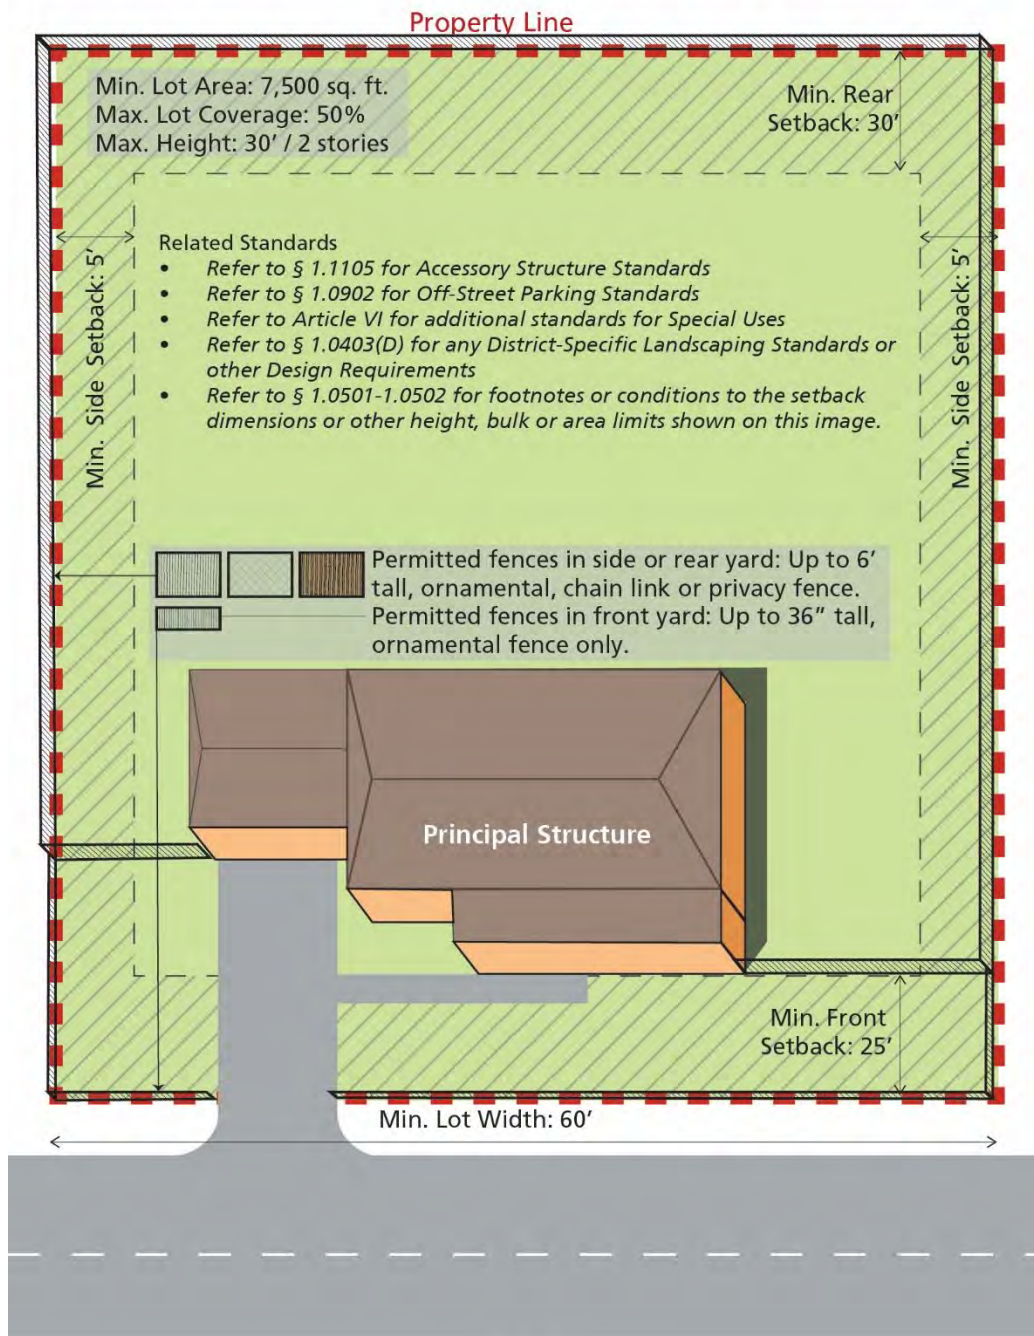 Property Line
Min. Lot Area: 7,500 sq. ft.
Max. Lot Coverage: 50%
Max. Height: 30’ / 2 stories
Min. Rear
Setback: 30’
Min. Side Setback: 5’
Related Standards
• Refer to § 1.1105 for Accessory Structure Standards
• Refer to § 1.0902 for Off-Street Parking Standards
• Refer to Article VI for additional standards for Special Uses
• Refer to § 1.0403(D) for any District-Specific Landscaping Standards or
other Design Requirements
• Refer to § 1.0501-1.0502 for footnotes or conditions to the setback
dimensions or other height, bulk or area limits shown on this image.
Min. Side Setback: 5’
Permitted fences in side or rear yard: Up to 6’
tall, ornamental, chain link or privacy fence.
Permitted fences in front yard: Up to 36” tall,
ornamental fence only.
Principal Structure
Min. Front
Setback: 25’
Min. Lot Width: 60’